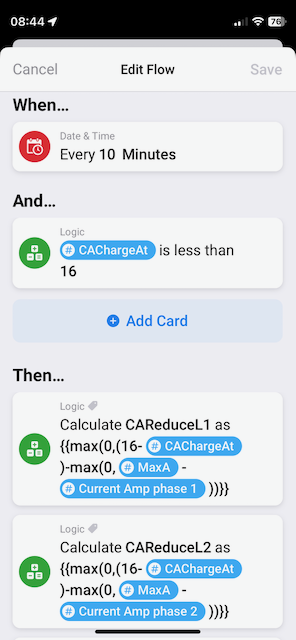 08:44
76
Cancel
Edit Flow
Save
When...
Date & Time
Every 10 Minutes
And...
Logic
# CAChargeAt is less than
16
Add Card
Then...
Logic
Calculate CAReduceL1 as
{{max(0,(16- # CAChargeAt
)-max(0, # MaxA -
# Current Amp phase 1 ))}}
Logic
Calculate CAReduceL2 as
{{max(0,(16- # CAChargeAt
)-max(0, # MaxA -
# Current Amp phase 2 ))}}